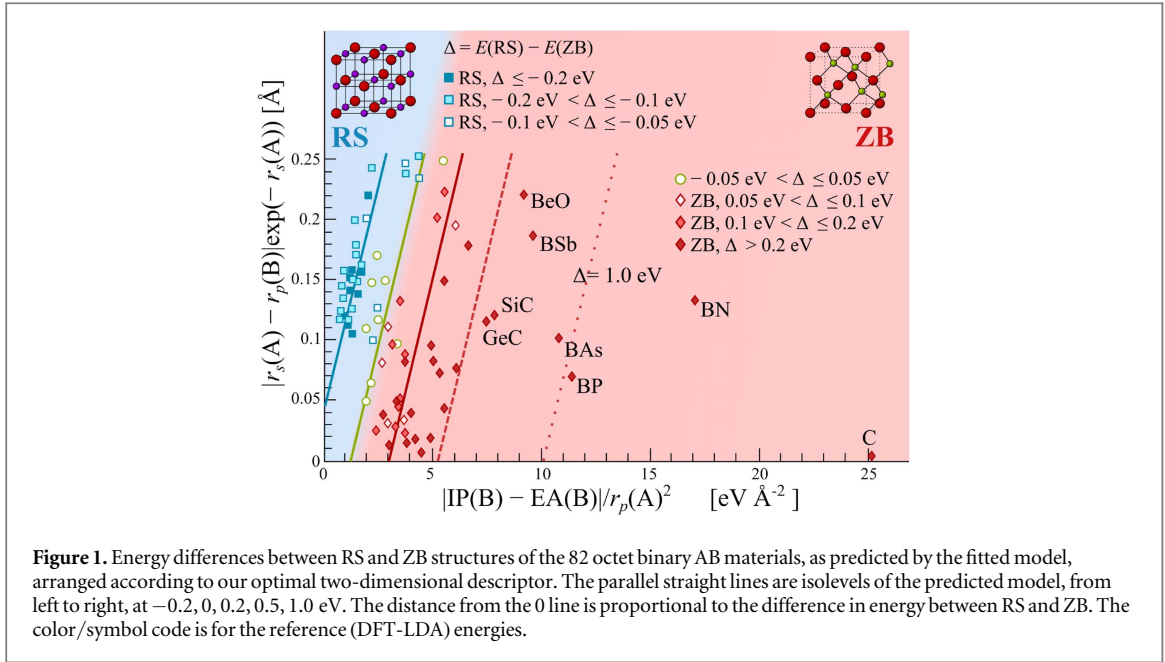 Δ = E(RS) − E(ZB)
RS, Δ ≤ − 0.2 eV
RS, − 0.2 eV < Δ ≤ − 0.1 eV
RS, − 0.1 eV < Δ ≤ − 0.05 eV
RS
ZB
− 0.05 eV < Δ ≤ 0.05 eV
ZB, 0.05 eV < Δ ≤ 0.1 eV
ZB, 0.1 eV < Δ ≤ 0.2 eV
ZB, Δ > 0.2 eV
|rₛ(A) − rₚ(B)|exp(− rₛ(A)) [Å]
0.25
0.2
0.15
0.1
0.05
0
BeO
BSb
Δ= 1.0 eV
SiC
GeC
BN
BAs
BP
C
0
5
10
15
20
25
|IP(B) − EA(B)|/rₚ(A)² [eV Å⁻²]
Figure 1. Energy differences between RS and ZB structures of the 82 octet binary AB materials, as predicted by the fitted model,
arranged according to our optimal two-dimensional descriptor. The parallel straight lines are isolevels of the predicted model, from
left to right, at −0.2, 0, 0.2, 0.5, 1.0 eV. The distance from the 0 line is proportional to the difference in energy between RS and ZB. The
color/symbol code is for the reference (DFT-LDA) energies.